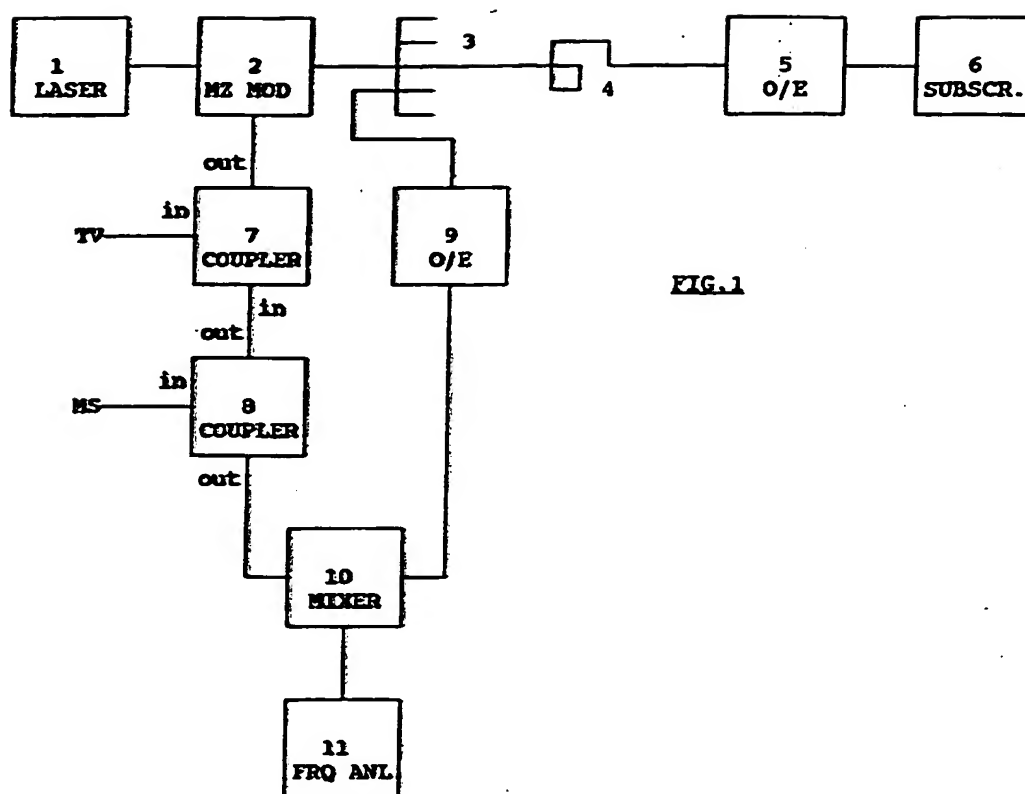 1
LASER
2
MZ MOD
3
4
5
O/E
6
SUBSCR.
out
in
TV
7
COUPLER
9
O/E
FIG.1
in
out
in
MS
8
COUPLER
out
10
MIXER
11
FRQ ANL